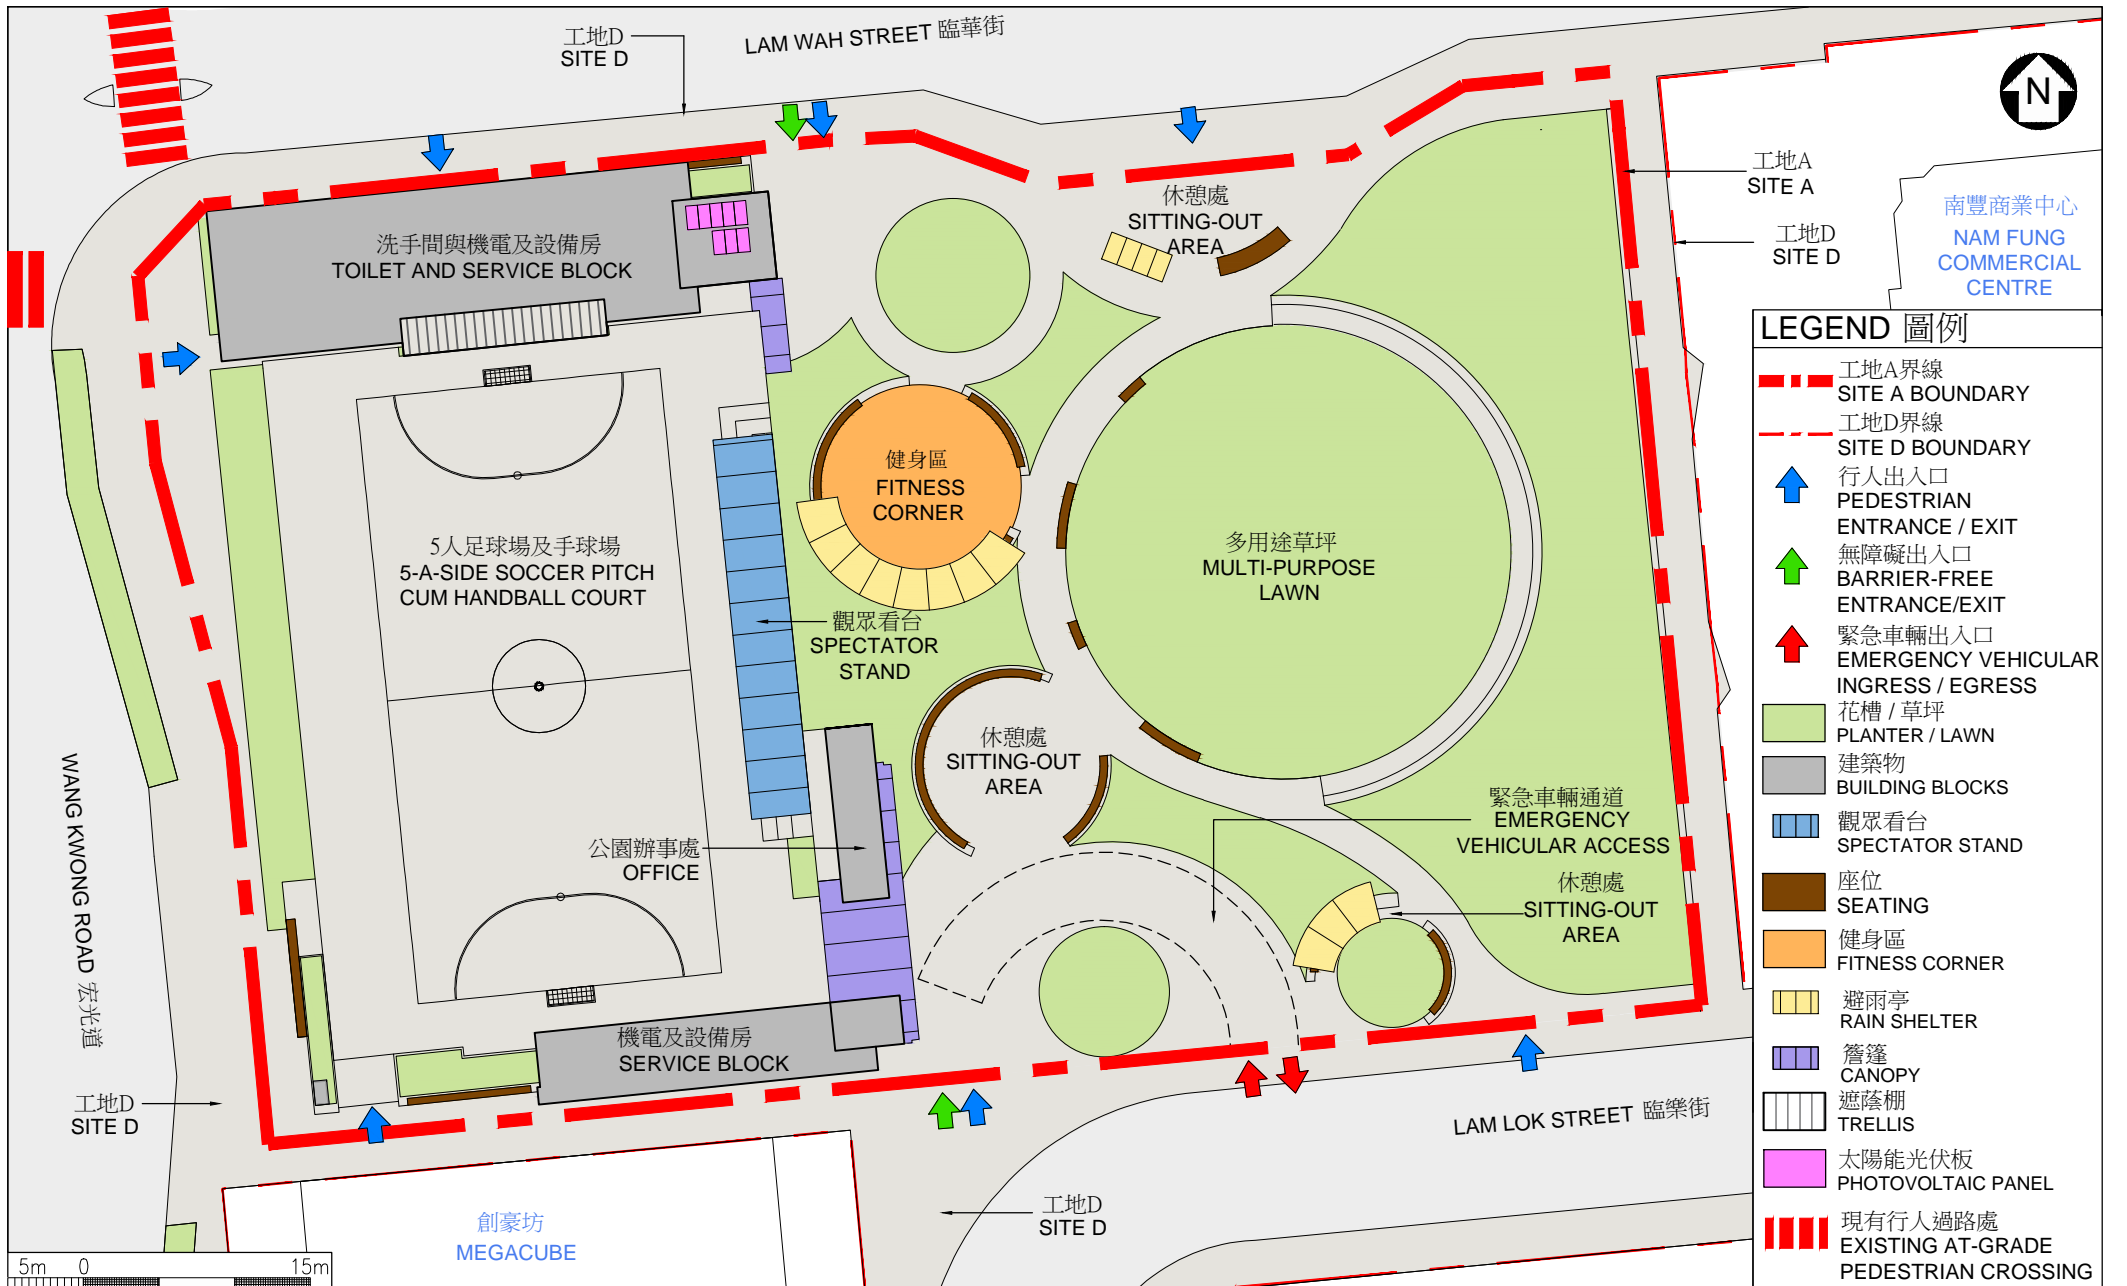 工地D
SITE D
LAM WAH STREET 臨華街
N
工地A
SITE A
工地D
SITE D
南豐商業中心
NAM FUNG
COMMERCIAL
CENTRE
休憩處
SITTING-OUT
AREA
洗手間與機電及設備房
TOILET AND SERVICE BLOCK
健身區
FITNESS
CORNER
5人足球場及手球場
5-A-SIDE SOCCER PITCH
CUM HANDBALL COURT
多用途草坪
MULTI-PURPOSE
LAWN
觀眾看台
SPECTATOR
STAND
休憩處
SITTING-OUT
AREA
緊急車輛通道
EMERGENCY
VEHICULAR ACCESS
公園辦事處
OFFICE
休憩處
SITTING-OUT
AREA
WANG KWONG ROAD 宏光道
機電及設備房
SERVICE BLOCK
工地D
SITE D
LAM LOK STREET 臨樂街
工地D
SITE D
創豪坊
MEGACUBE
5m 0 15m
LEGEND 圖例
工地A界線
SITE A BOUNDARY
工地D界線
SITE D BOUNDARY
行人出入口
PEDESTRIAN
ENTRANCE / EXIT
無障礙出入口
BARRIER-FREE
ENTRANCE/EXIT
緊急車輛出入口
EMERGENCY VEHICULAR
INGRESS / EGRESS
花槽 / 草坪
PLANTER / LAWN
建築物
BUILDING BLOCKS
觀眾看台
SPECTATOR STAND
座位
SEATING
健身區
FITNESS CORNER
避雨亭
RAIN SHELTER
簷篷
CANOPY
遮蔭棚
TRELLIS
太陽能光伏板
PHOTOVOLTAIC PANEL
現有行人過路處
EXISTING AT-GRADE
PEDESTRIAN CROSSING